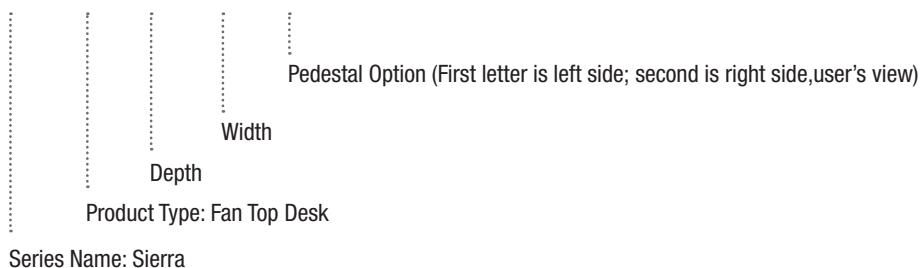 Pedestal Option (First letter is left side; second is right side,user’s view)
Width
Depth
Product Type: Fan Top Desk
Series Name: Sierra